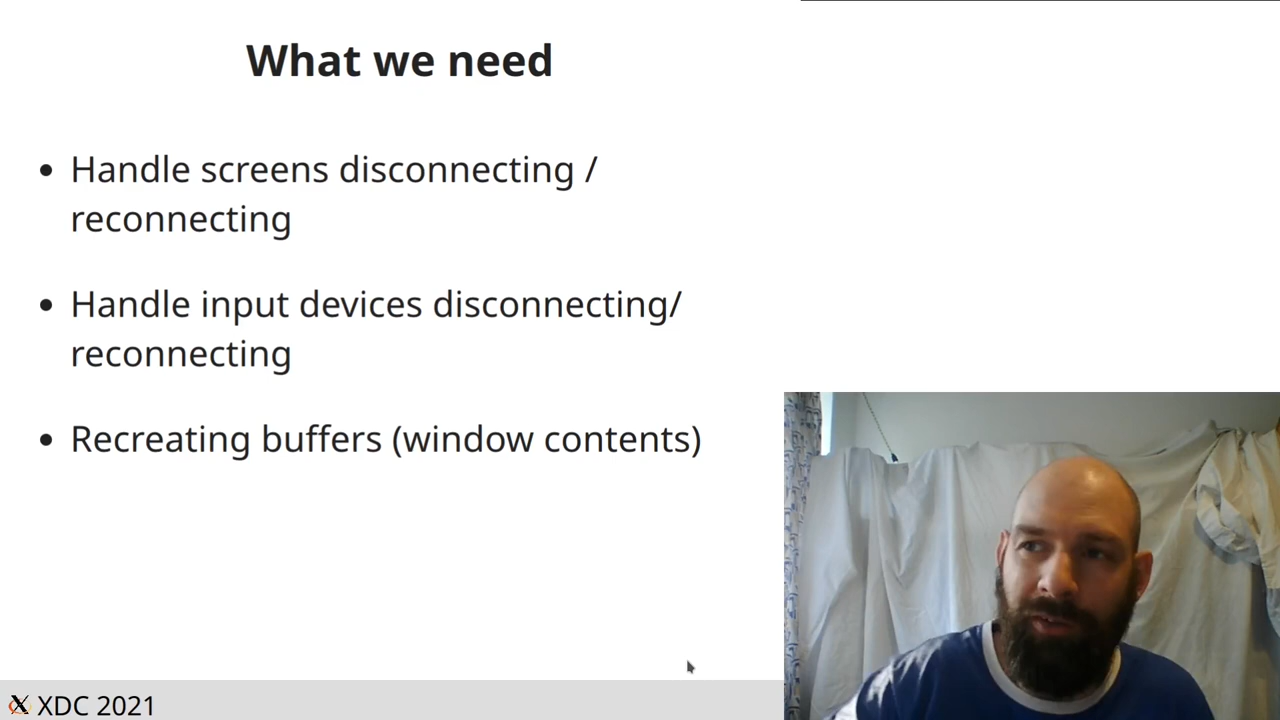 What we need
• Handle screens disconnecting /
reconnecting
• Handle input devices disconnecting/
reconnecting
• Recreating buffers (window contents)
XDC 2021